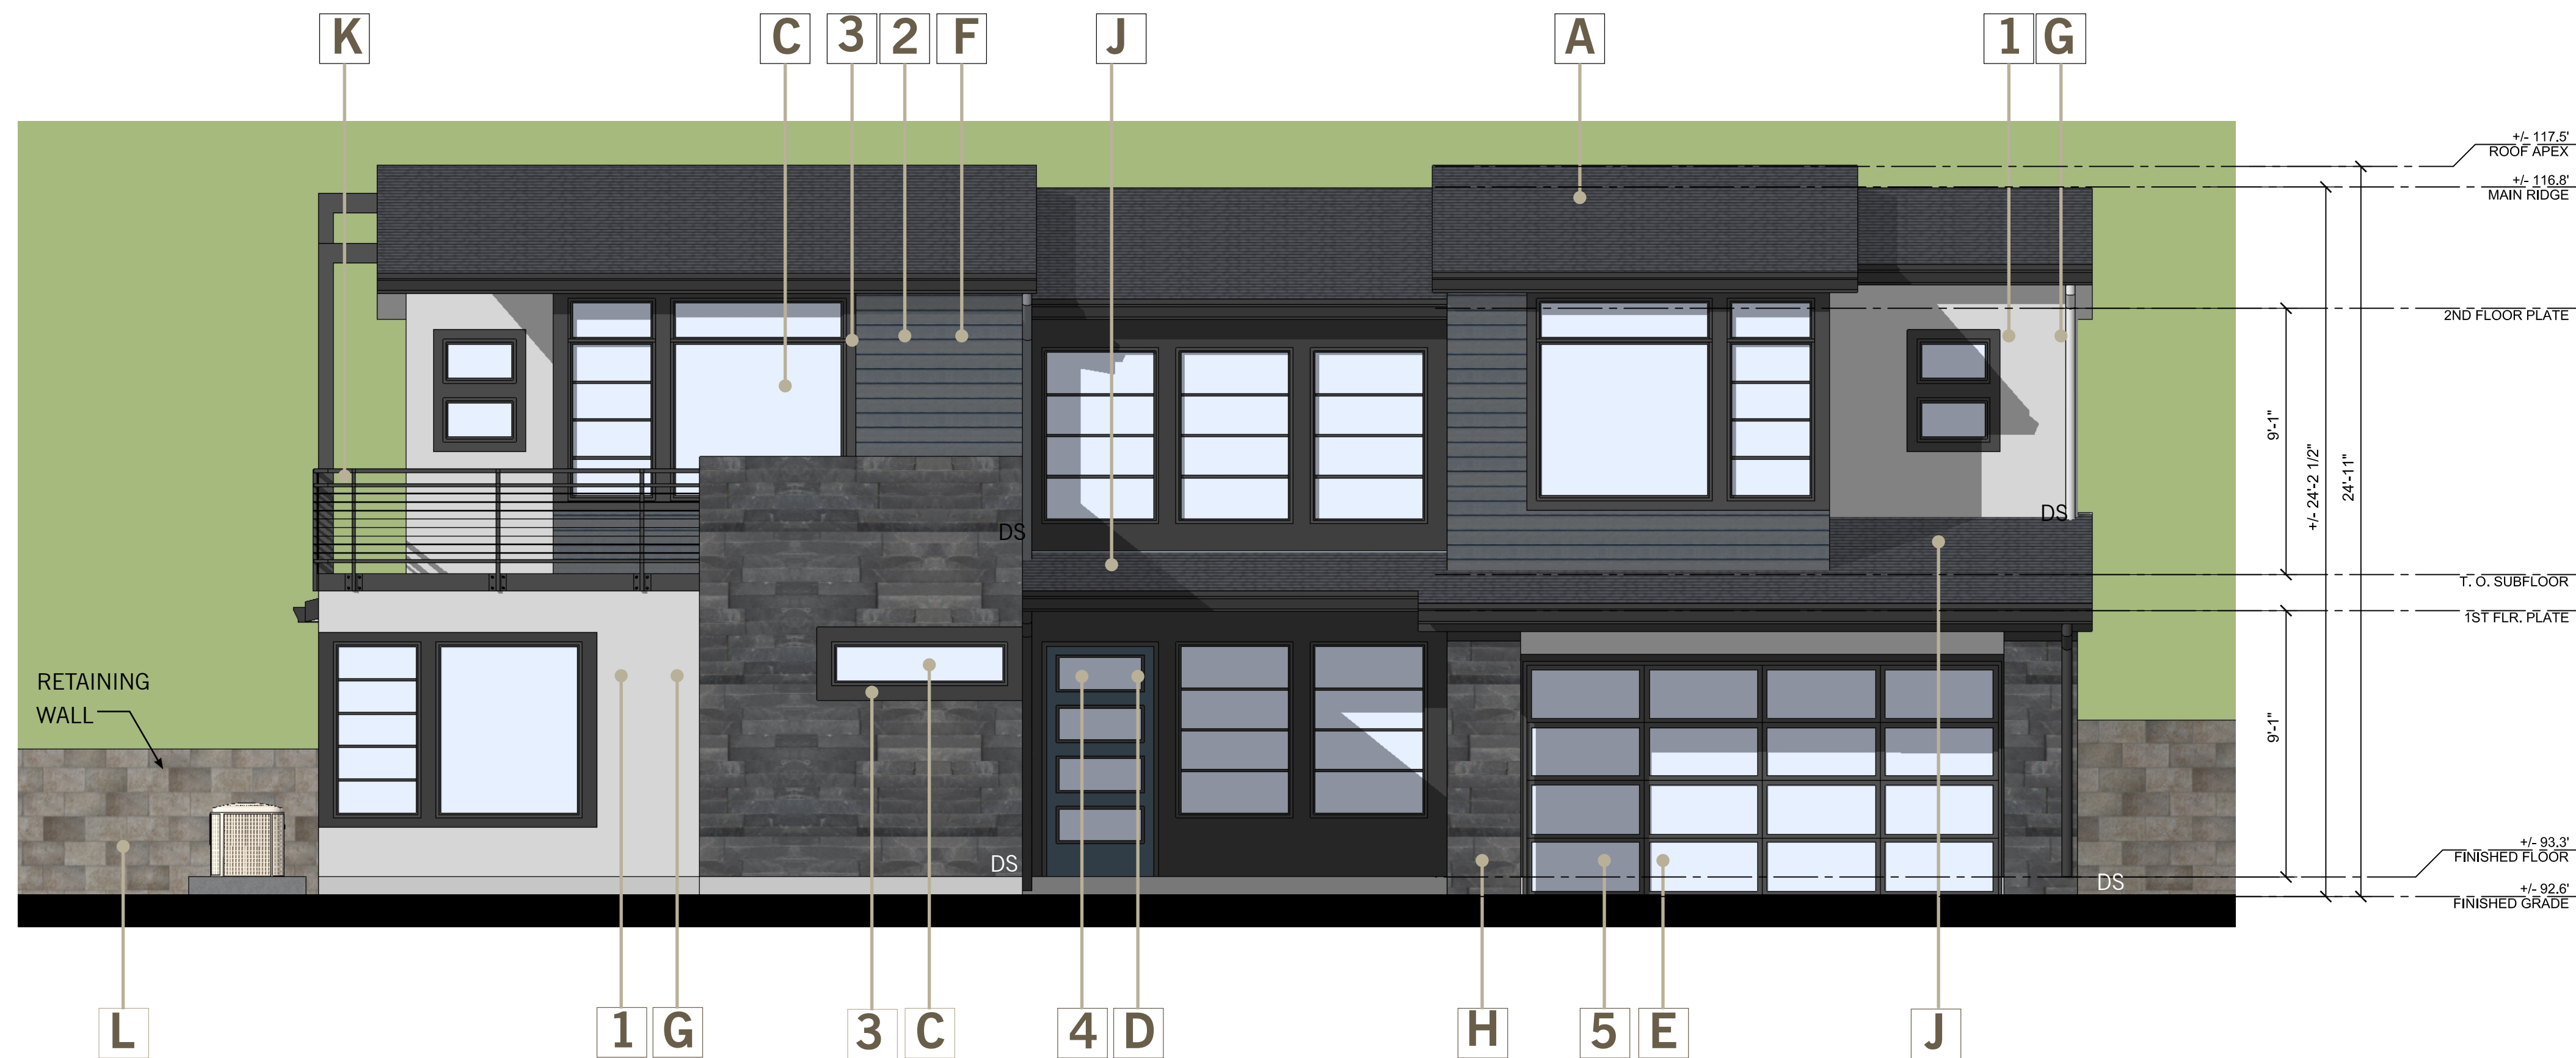 K
C
3
2
F
J
A
1
G
+/- 117.5'
ROOF APEX
+/- 116.8'
MAIN RIDGE
2ND FLOOR PLATE
9'-1"
+/- 24'-2 1/2"
24'-11"
DS
DS
T. O. SUBFLOOR
1ST FLR. PLATE
RETAINING
WALL
9'-1"
+/- 93.3'
FINISHED FLOOR
DS
DS
+/- 92.6'
FINISHED GRADE
L
1
G
3
C
4
D
H
5
E
J